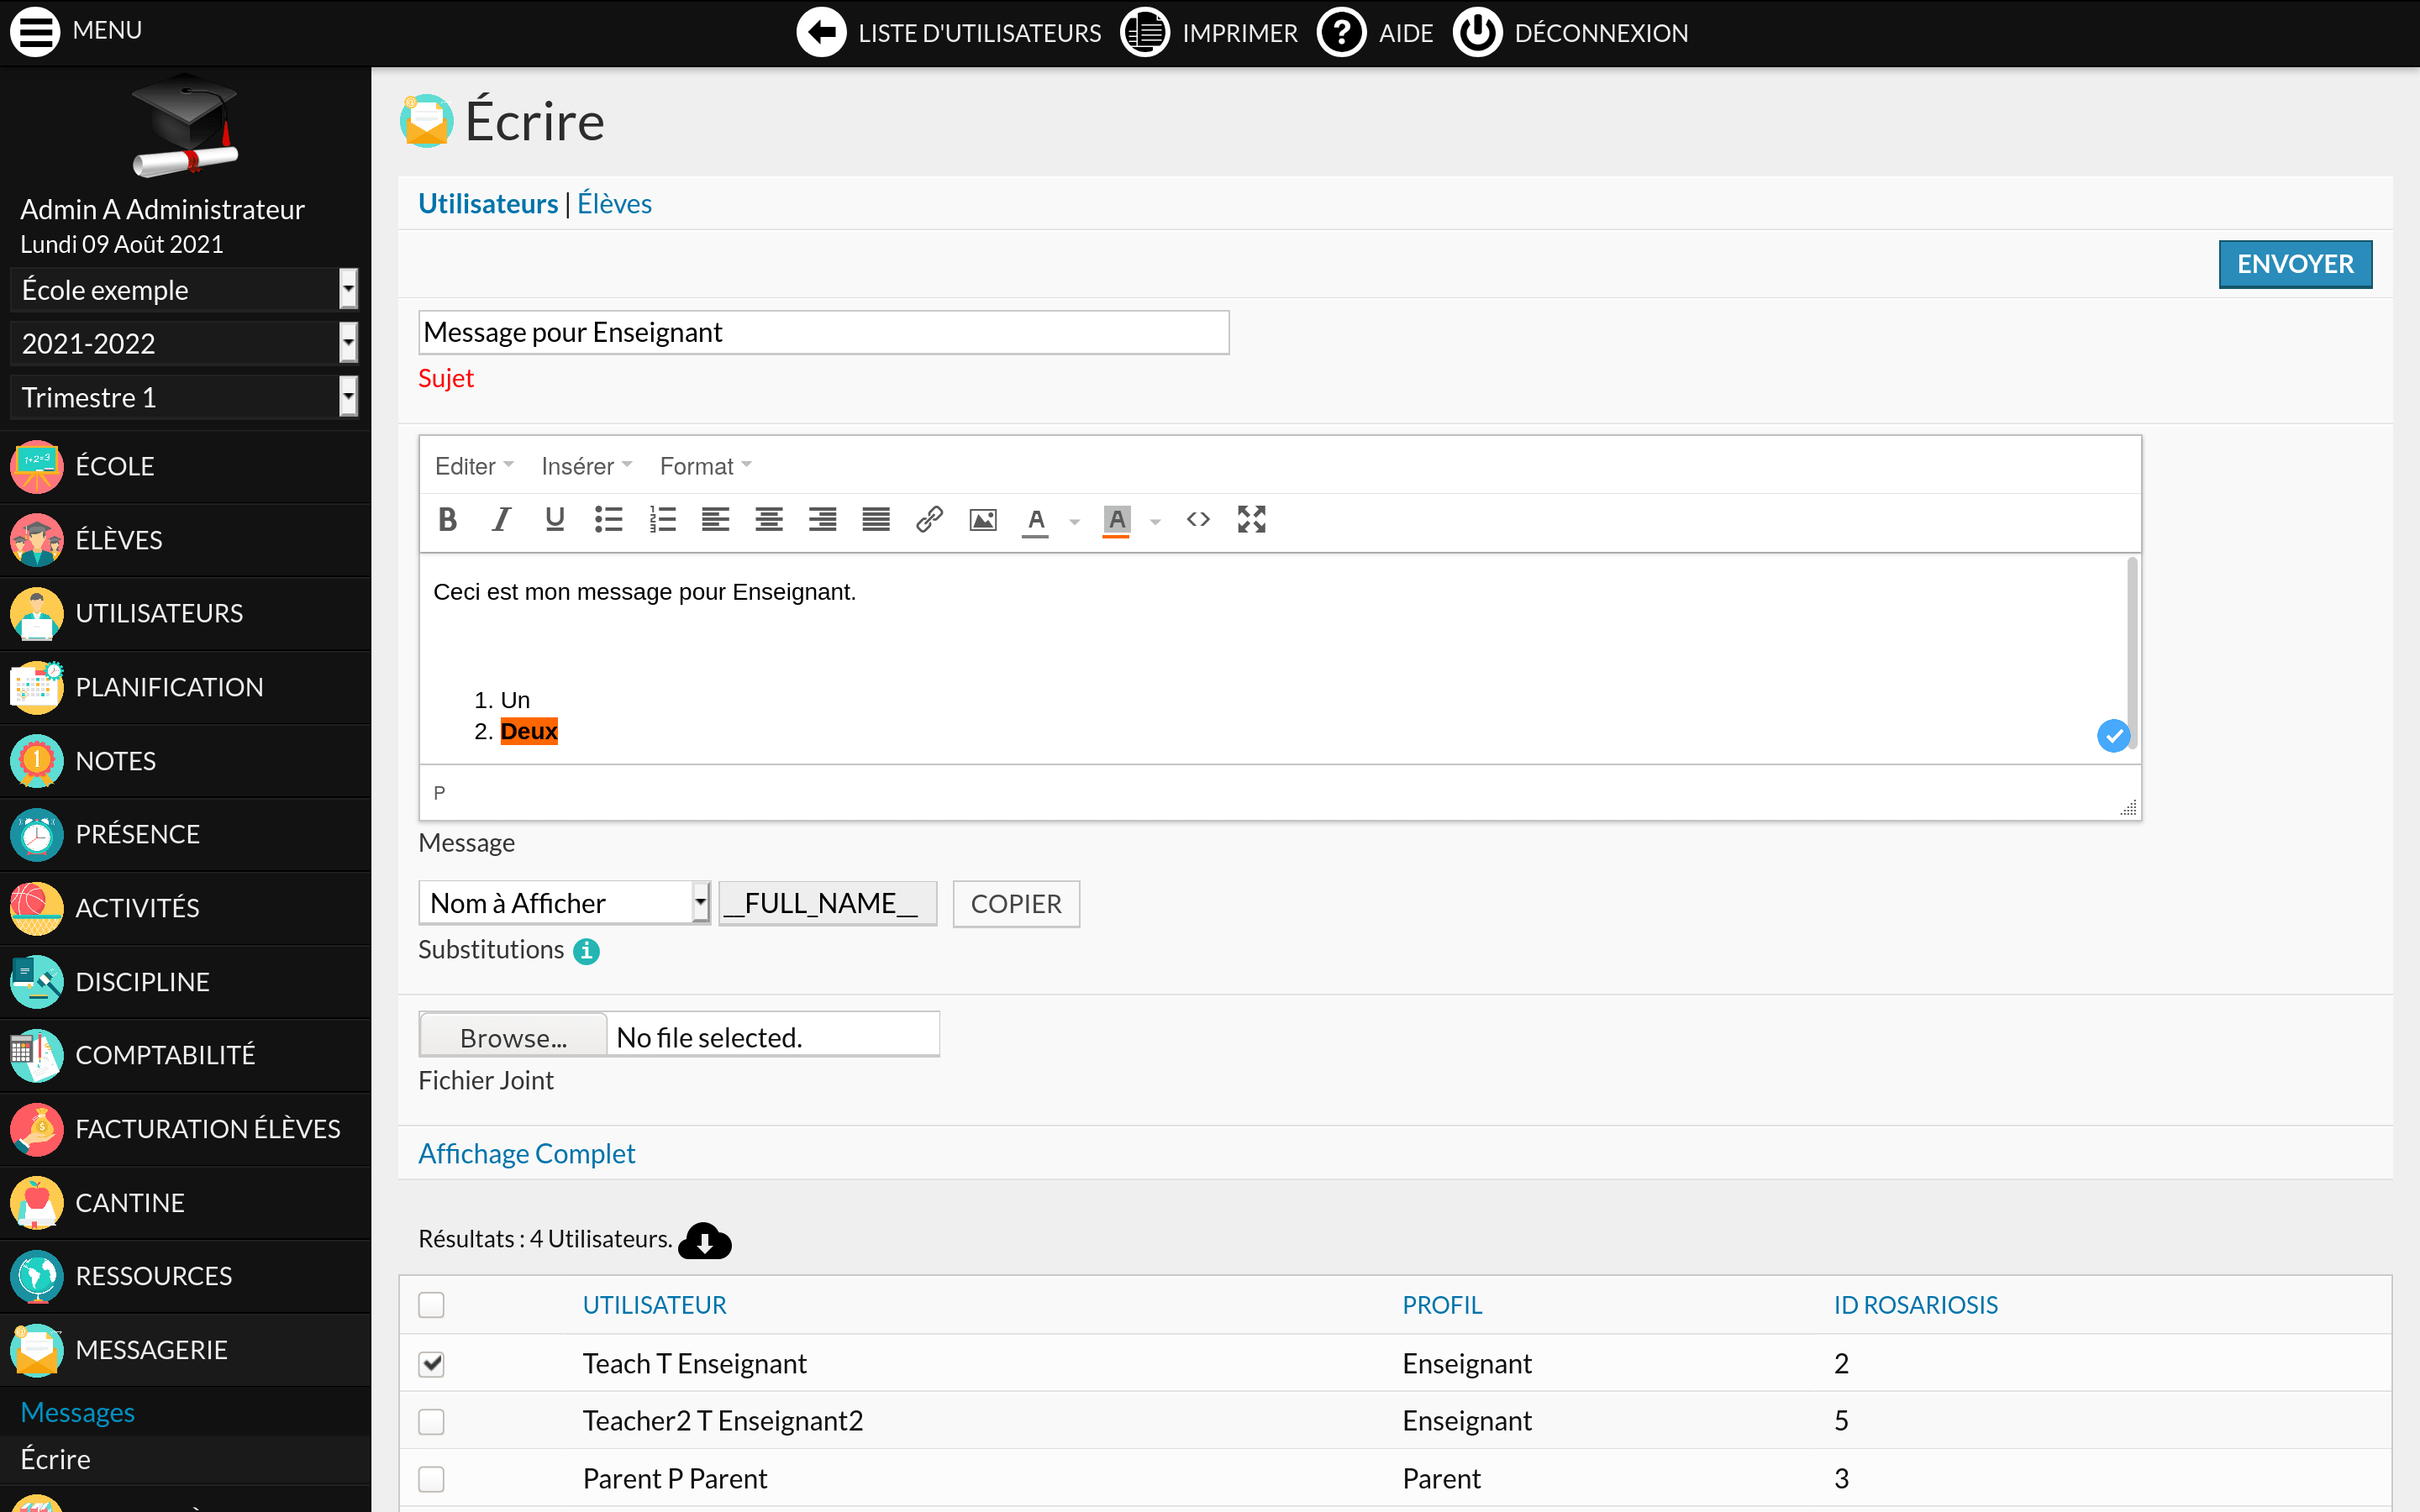 MENU
LISTE D'UTILISATEURS IMPRIMER AIDE DÉCONNEXION
Admin A Administrateur
Lundi 09 Août 2021
École exemple
2021-2022
Trimestre 1
ÉCOLE
ÉLÈVES
UTILISATEURS
PLANIFICATION
NOTES
PRÉSENCE
ACTIVITÉS
DISCIPLINE
COMPTABILITÉ
FACTURATION ÉLÈVES
CANTINE
RESSOURCES
MESSAGERIE
Messages
Écrire
Écrire
Utilisateurs | Élèves
ENVOYER
Message pour Enseignant
Sujet
Editer Insérer Format
Ceci est mon message pour Enseignant.
1. Un
2. Deux
P
Message
Nom à Afficher __FULL_NAME__ COPIER
Substitutions
Browse... No file selected.
Fichier Joint
Affichage Complet
Résultats : 4 Utilisateurs.
UTILISATEUR PROFIL ID ROSARIOSIS
Teach T Enseignant Enseignant 2
Teacher2 T Enseignant2 Enseignant 5
Parent P Parent Parent 3